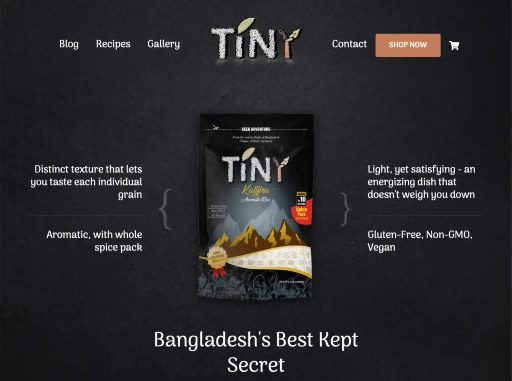 Blog
Recipes
Gallery
TiNY
Contact
SHOP NOW
SEEK ADVENTURE
TiNY
Kalijira
Aromatic Rice
Distinct texture that lets
you taste each individual
grain
Aromatic, with whole
spice pack
Light, yet satisfying - an
energizing dish that
doesn't weigh you down
Gluten-Free, Non-GMO,
Vegan
Bangladesh's Best Kept
Secret